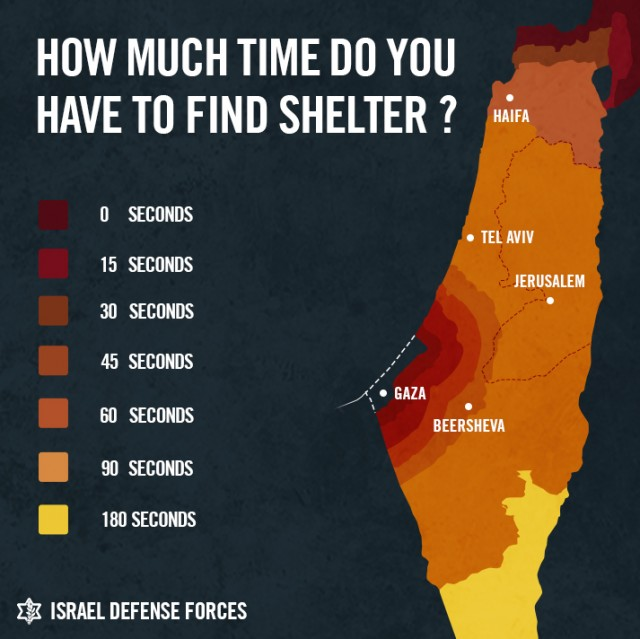 HOW MUCH TIME DO YOU
HAVE TO FIND SHELTER ?
HAIFA
TEL AVIV
JERUSALEM
GAZA
BEERSHEVA
0 SECONDS
15 SECONDS
30 SECONDS
45 SECONDS
60 SECONDS
90 SECONDS
180 SECONDS
ISRAEL DEFENSE FORCES